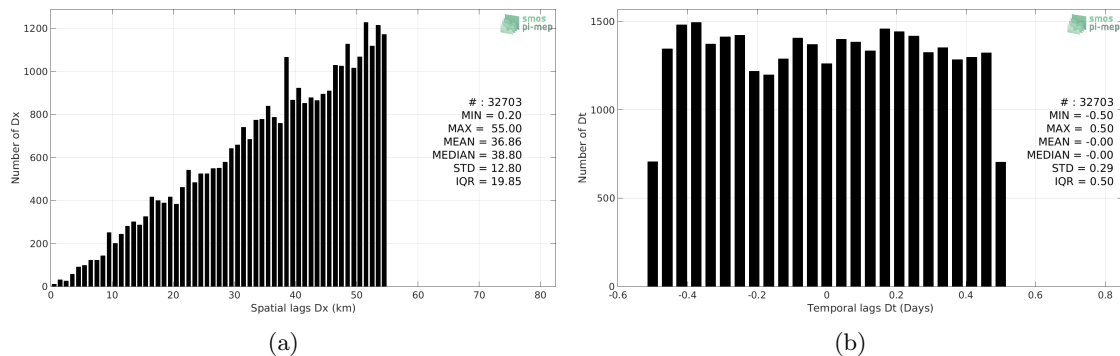 1200
1000
800
600
400
200
0
Number of Dx
0 10 20 30 40 50 60 70 80
Spatial lags Dx (km)
smos
pi-mep
# : 32703
MIN = 0.20
MAX = 55.00
MEAN = 36.86
MEDIAN = 38.80
STD = 12.80
IQR = 19.85
(a)
1500
1000
500
0
Number of Dt
-0.6 -0.4 -0.2 0 0.2 0.4 0.6 0.8
Temporal lags Dt (Days)
smos
pi-mep
# : 32703
MIN = -0.50
MAX = 0.50
MEAN = -0.00
MEDIAN = -0.00
STD = 0.29
IQR = 0.50
(b)